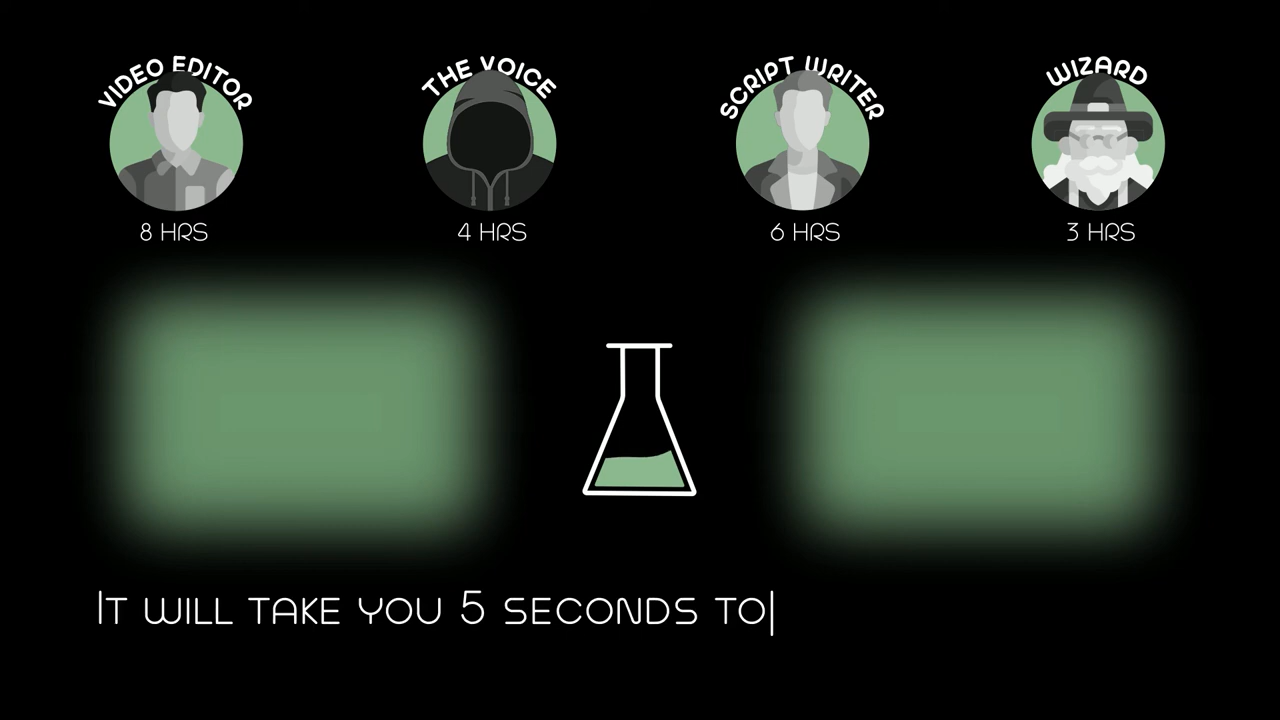 VIDEO EDITOR
THE VOICE
SCRIPT WRITER
WIZARD
8 HRS
4 HRS
6 HRS
3 HRS
IT WILL TAKE YOU 5 SECONDS TO